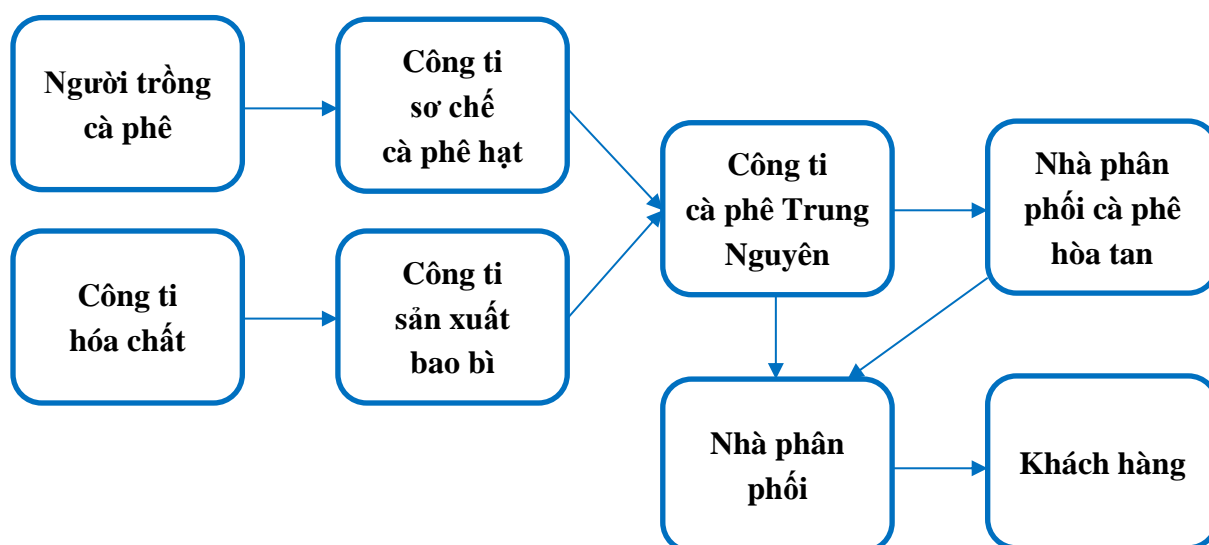 Người trồng
cà phê
Công ti
sơ chế
cà phê hạt
Công ti
cà phê Trung
Nguyên
Nhà phân
phối cà phê
hòa tan
Công ti
hóa chất
Công ti
sản xuất
bao bì
Nhà phân
phối
Khách hàng